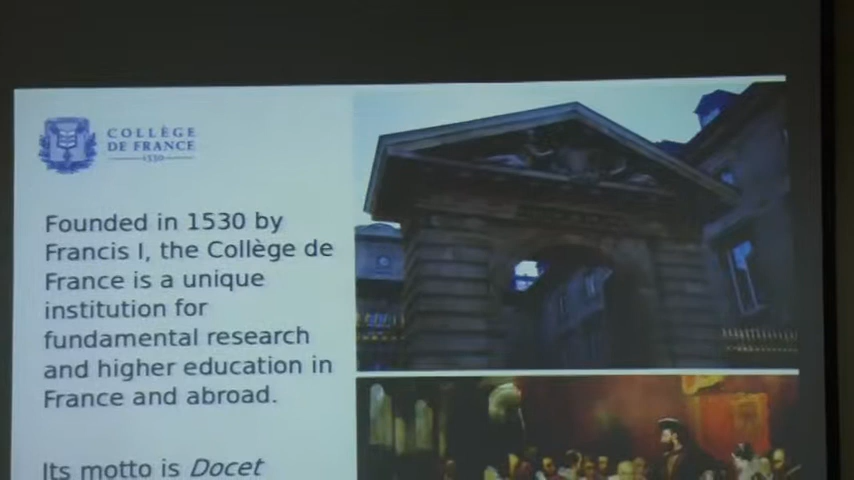 COLLÈGE
DE FRANCE
1530
Founded in 1530 by
Francis I, the Collège de
France is a unique
institution for
fundamental research
and higher education in
France and abroad.
Its motto is Docet